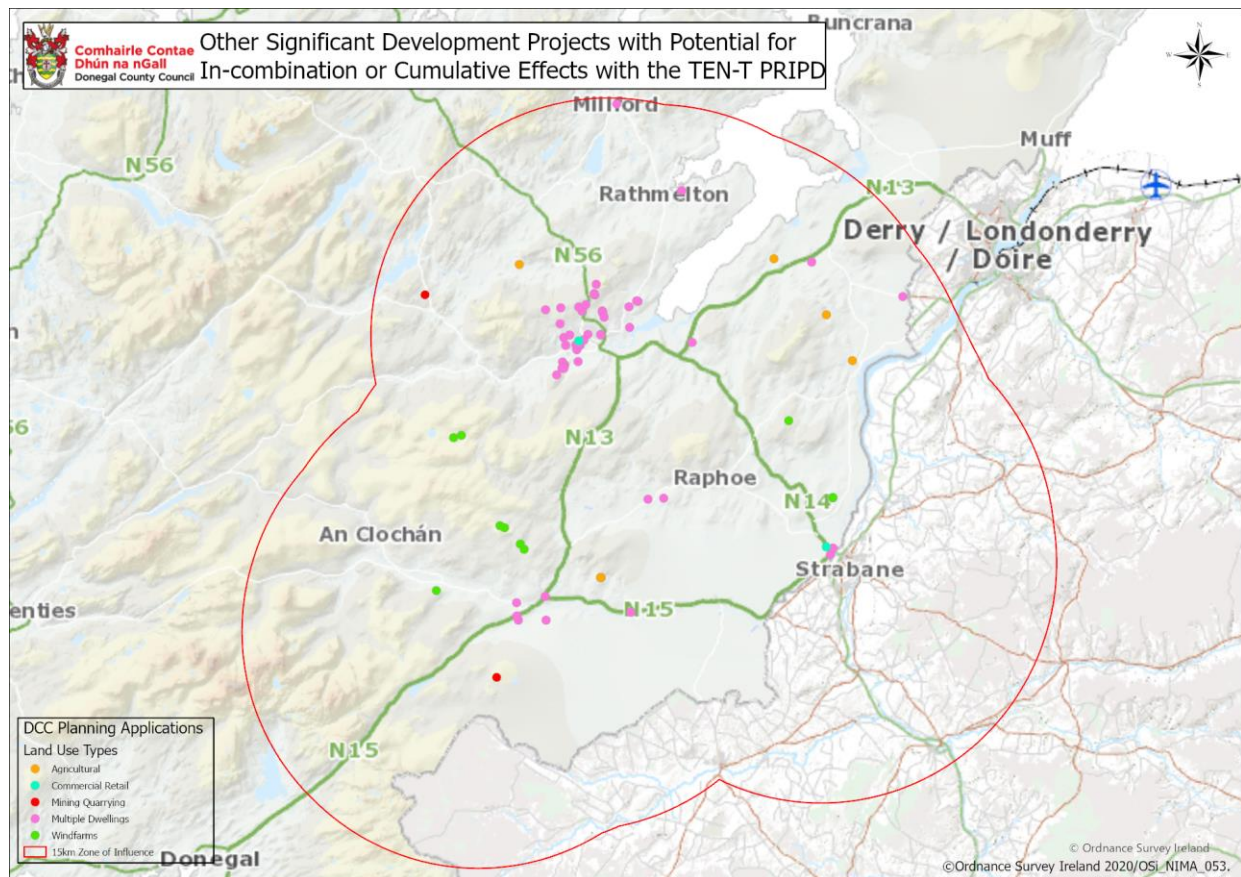 Buncrana
Comhairle Contae
Dhún na nGall
Donegal County Council
Other Significant Development Projects with Potential for
In-combination or Cumulative Effects with the TEN-T PRIPD
N
W
E
S
Millford
Muff
N56
Rathmelton
N13
Derry / Londonderry
/ Doire
N56
n
56
N13
Raphoe
N14
An Clochán
Strabane
enties
N15
N15
DCC Planning Applications
Land Use Types
Agricultural
Commercial Retail
Mining Quarrying
Multiple Dwellings
Windfarms
15km Zone of Influence
Donegal
© Ordnance Survey Ireland
©Ordnance Survey Ireland 2020/OSi_NIMA_053.